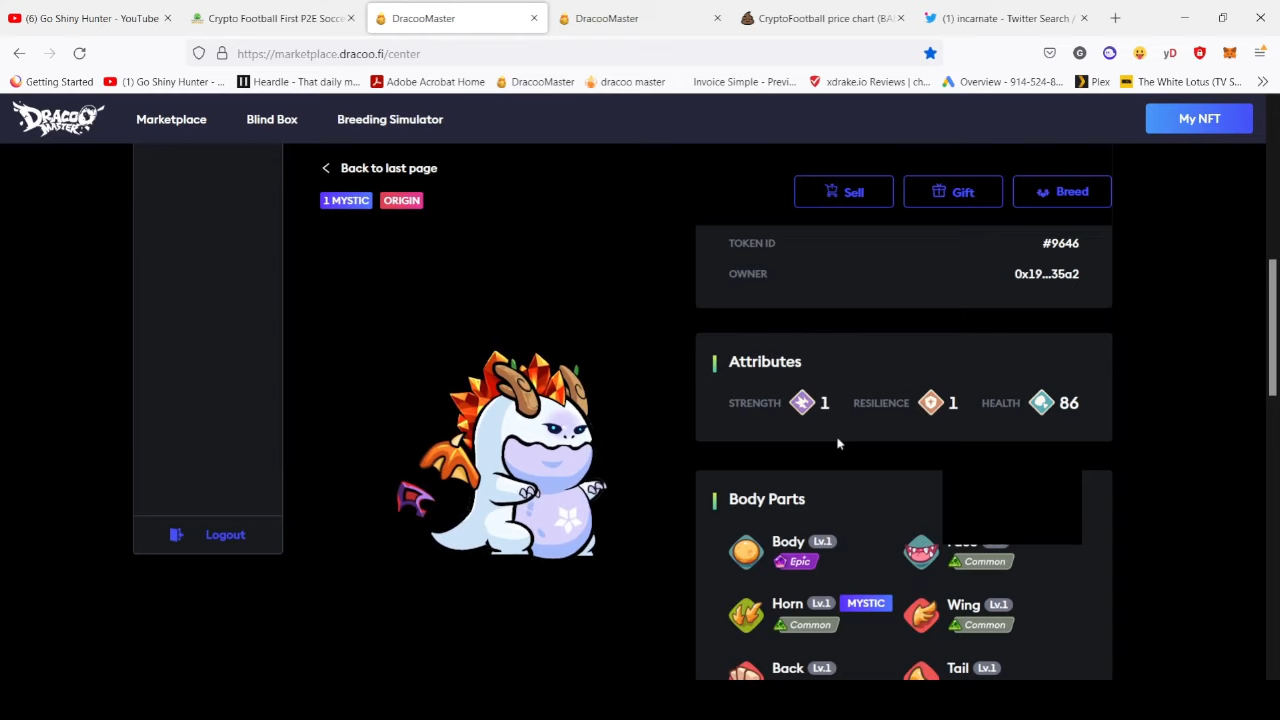 (6) Go Shiny Hunter - YouTube
Crypto Football First P2E Socce
DracooMaster
DracooMaster
CryptoFootball price chart (BA
(1) incarnate - Twitter Search /
https://marketplace.dracoo.fi/center
Getting Started
(1) Go Shiny Hunter - ...
Heardle - That daily m...
Adobe Acrobat Home
DracooMaster
dracoo master
Invoice Simple - Previ...
xdrake.io Reviews | ch...
Overview - 914-524-8...
Plex
The White Lotus (TV S...
DRACOO MASTER
Marketplace
Blind Box
Breeding Simulator
My NFT
Back to last page
1 MYSTIC
ORIGIN
Sell
Gift
Breed
TOKEN ID
#9646
OWNER
0x19...35a2
Attributes
STRENGTH
1
RESILIENCE
1
HEALTH
86
Body Parts
Body Lv.1
Epic
Common
Horn Lv.1 MYSTIC
Common
Wing Lv.1
Common
Back Lv.1
Tail Lv.1
Logout